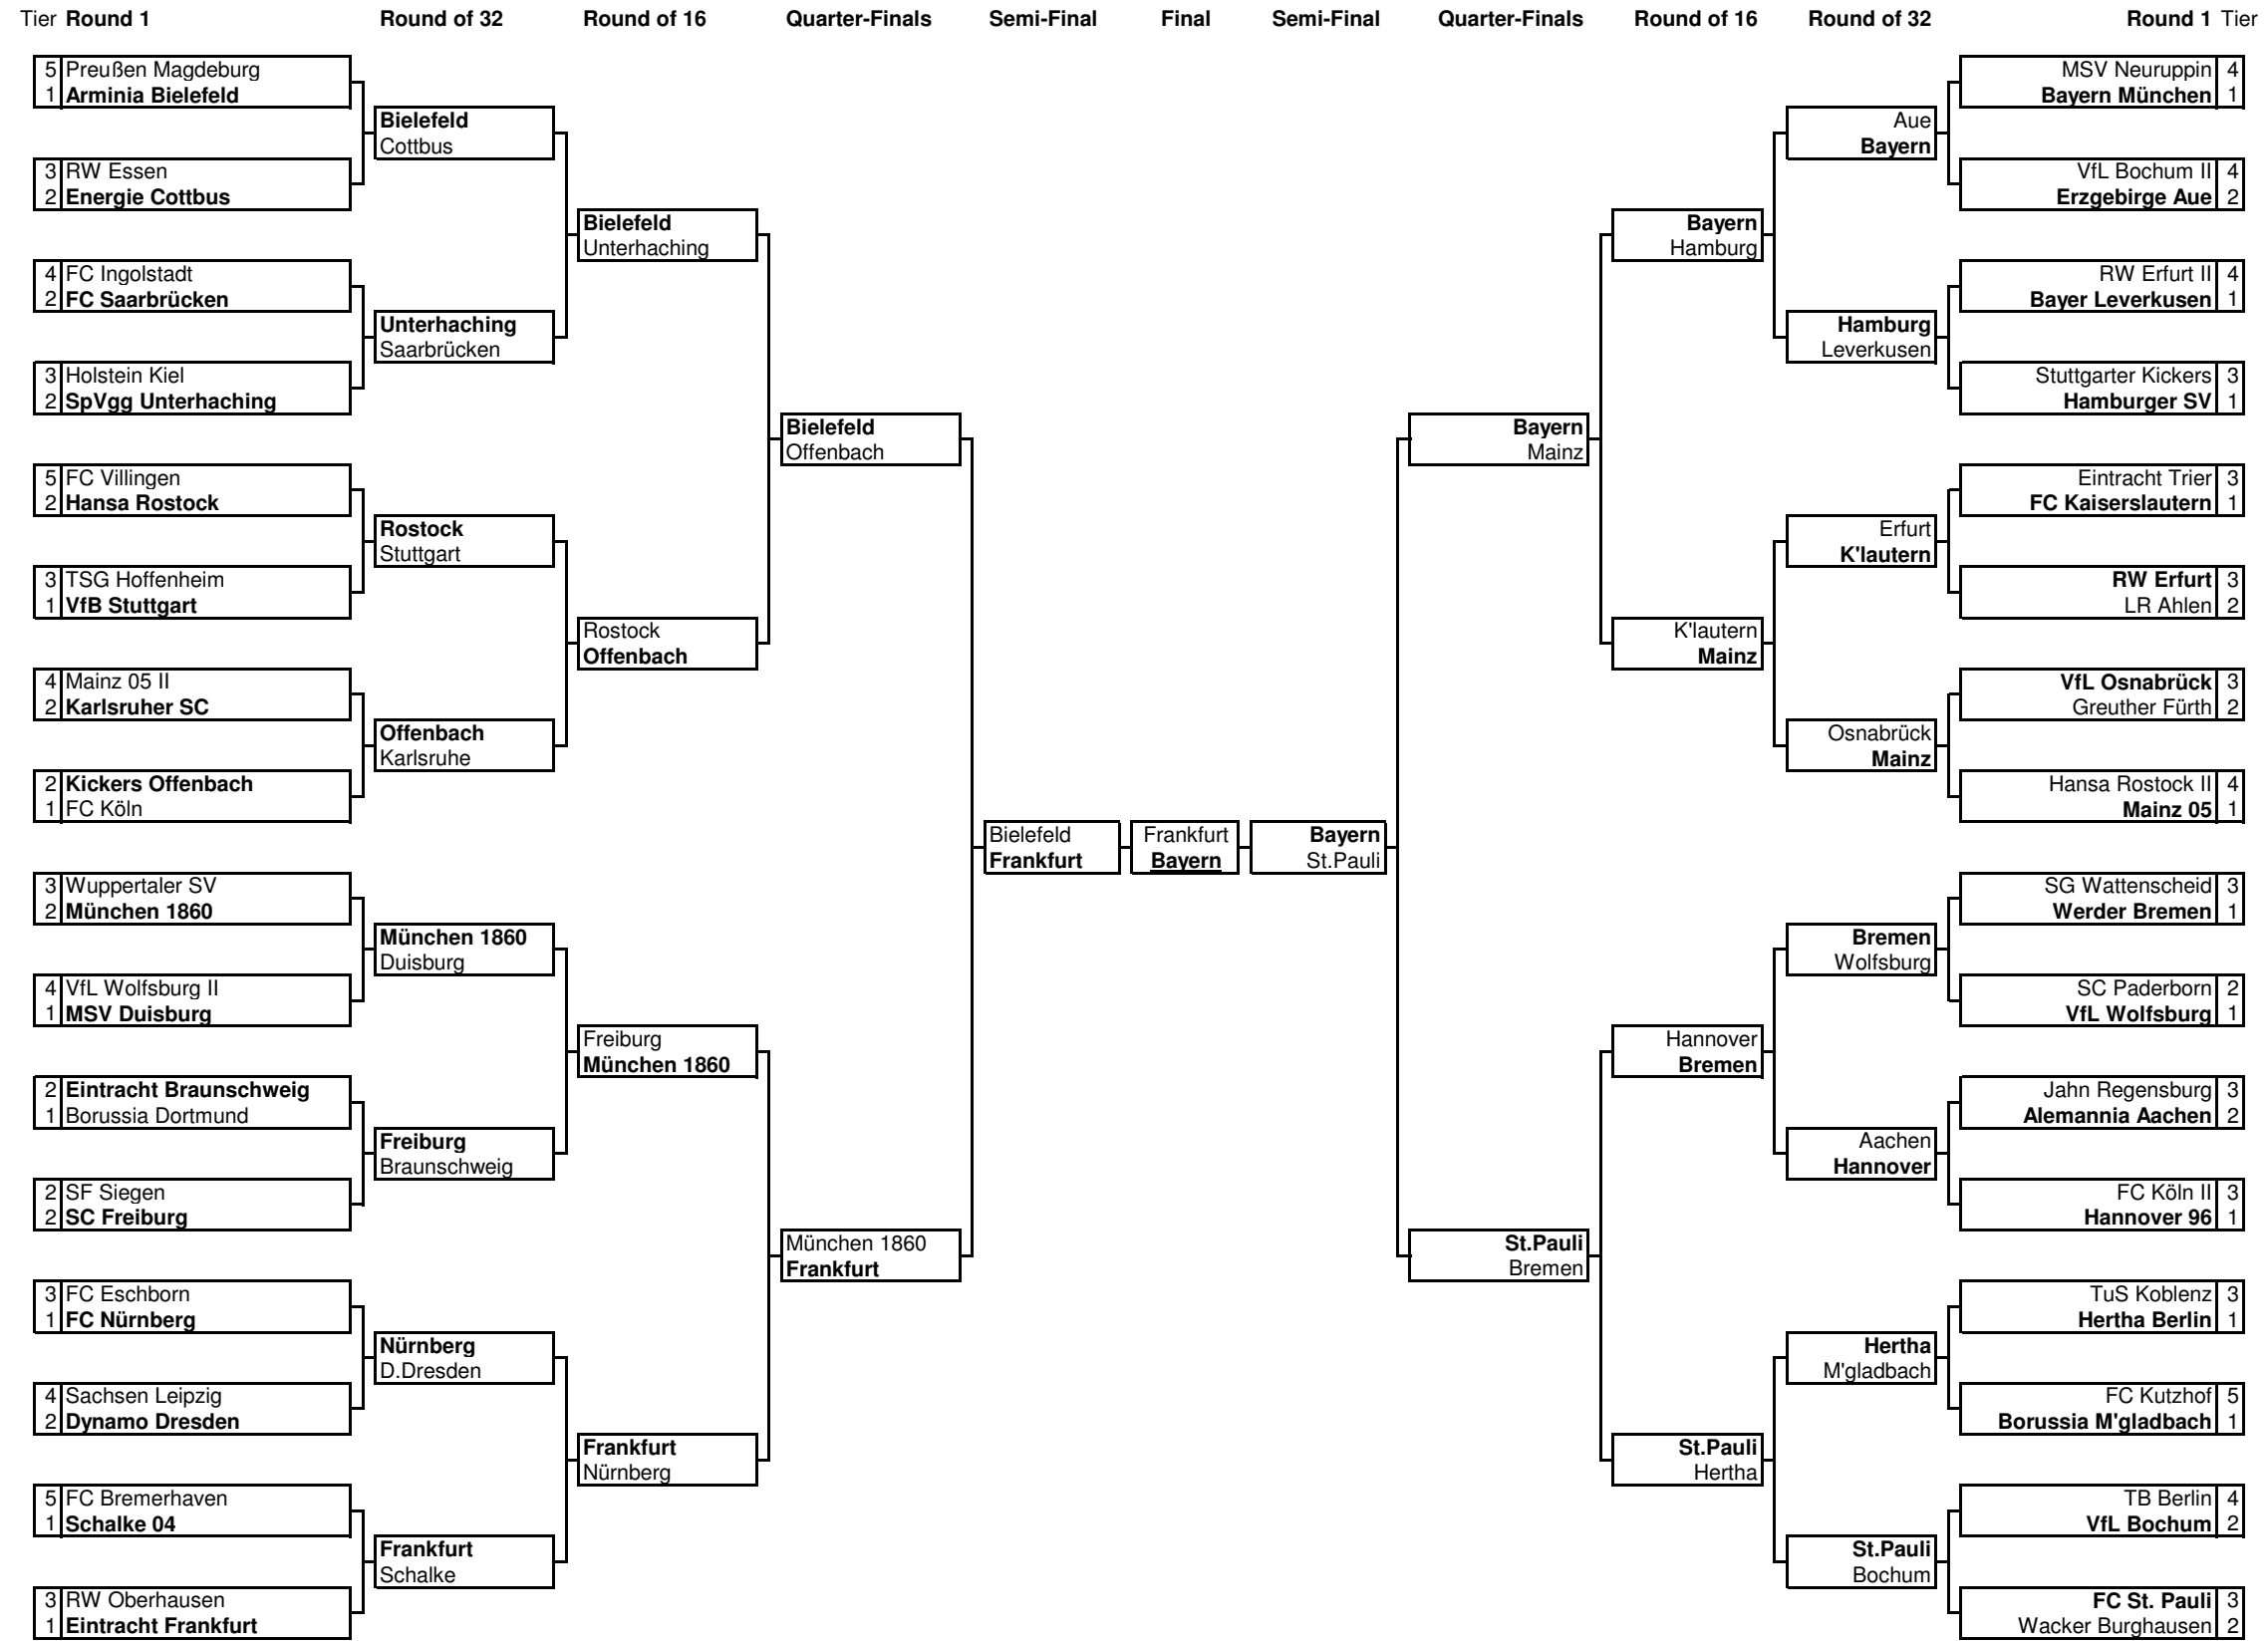 Tier Round 1 Round of 32 Round of 16 Quarter-Finals Semi-Final Final Semi-Final Quarter-Finals Round of 16 Round of 32 Round 1 Tier
5 Preußen Magdeburg
1 Arminia Bielefeld
3 RW Essen
2 Energie Cottbus
4 FC Ingolstadt
2 FC Saarbrücken
3 Holstein Kiel
2 SpVgg Unterhaching
5 FC Villingen
2 Hansa Rostock
3 TSG Hoffenheim
1 VfB Stuttgart
4 Mainz 05 II
2 Karlsruher SC
2 Kickers Offenbach
1 FC Köln
3 Wuppertaler SV
2 München 1860
4 VfL Wolfsburg II
1 MSV Duisburg
2 Eintracht Braunschweig
1 Borussia Dortmund
2 SF Siegen
2 SC Freiburg
3 FC Eschborn
1 FC Nürnberg
4 Sachsen Leipzig
2 Dynamo Dresden
5 FC Bremerhaven
1 Schalke 04
3 RW Oberhausen
1 Eintracht Frankfurt
Bielefeld
Cottbus
Unterhaching
Saarbrücken
Rostock
Stuttgart
Offenbach
Karlsruhe
München 1860
Duisburg
Freiburg
Braunschweig
Nürnberg
D.Dresden
Frankfurt
Schalke
Bielefeld
Unterhaching
Rostock
Offenbach
Freiburg
München 1860
Frankfurt
Nürnberg
Bielefeld
Offenbach
München 1860
Frankfurt
Bielefeld
Frankfurt
Frankfurt
Bayern
Bayern
St.Pauli
Bayern
Mainz
St.Pauli
Bremen
Bayern
Hamburg
K'lautern
Mainz
Hannover
Bremen
St.Pauli
Hertha
Aue
Bayern
Hamburg
Leverkusen
Erfurt
K'lautern
Osnabrück
Mainz
Bremen
Wolfsburg
Aachen
Hannover
Hertha
M'gladbach
St.Pauli
Bochum
MSV Neuruppin 4
Bayern München 1
VfL Bochum II 4
Erzgebirge Aue 2
RW Erfurt II 4
Bayer Leverkusen 1
Stuttgarter Kickers 3
Hamburger SV 1
Eintracht Trier 3
FC Kaiserslautern 1
RW Erfurt 3
LR Ahlen 2
VfL Osnabrück 3
Greuther Fürth 2
Hansa Rostock II 4
Mainz 05 1
SG Wattenscheid 3
Werder Bremen 1
SC Paderborn 2
VfL Wolfsburg 1
Jahn Regensburg 3
Alemannia Aachen 2
FC Köln II 3
Hannover 96 1
TuS Koblenz 3
Hertha Berlin 1
FC Kutzhof 5
Borussia M'gladbach 1
TB Berlin 4
VfL Bochum 2
FC St. Pauli 3
Wacker Burghausen 2